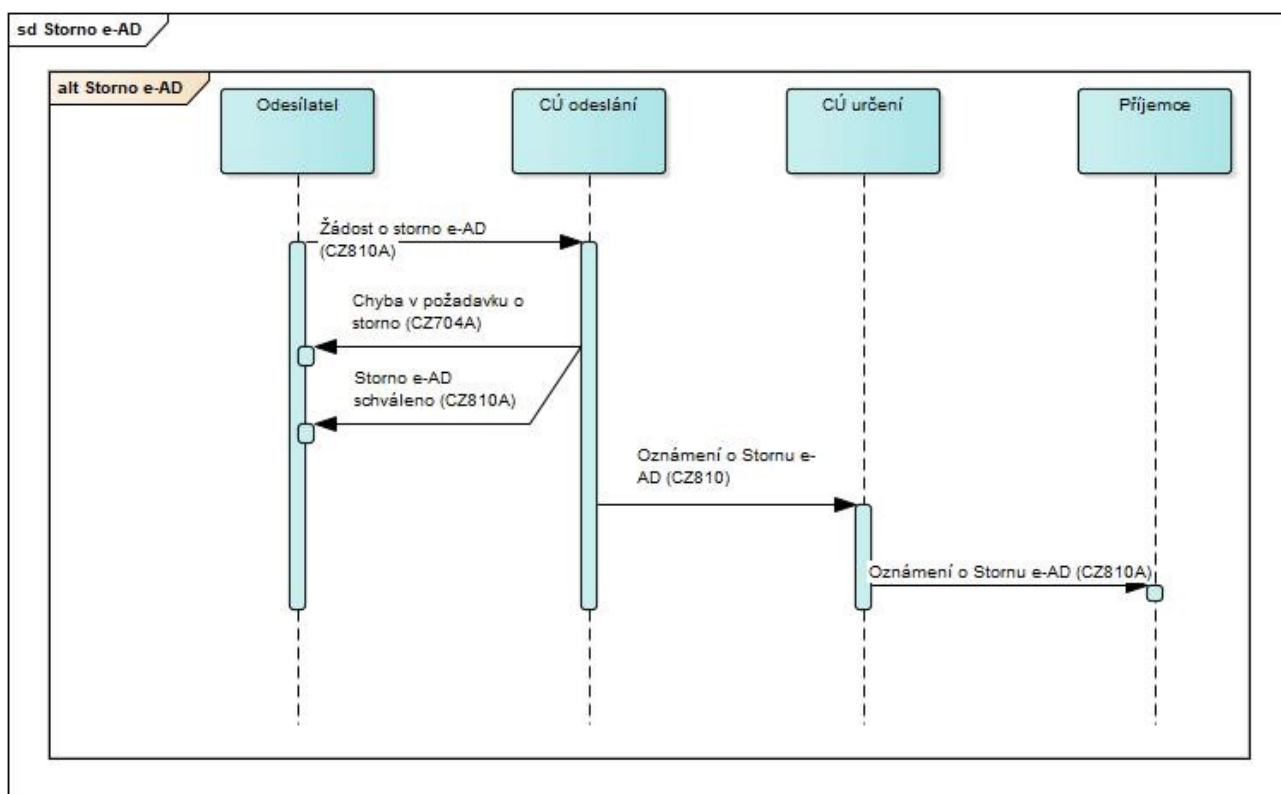 sd Storno e-AD
alt Storno e-AD
Odesílatel
CÚ odeslání
CÚ určení
Příjemce
Žádost o storno e-AD
(CZ810A)
Chyba v požadavku o
storno (CZ704A)
Storno e-AD
schváleno (CZ810A)
Oznámení o Stornu e-
AD (CZ810)
Oznámení o Stornu e-AD (CZ810A)